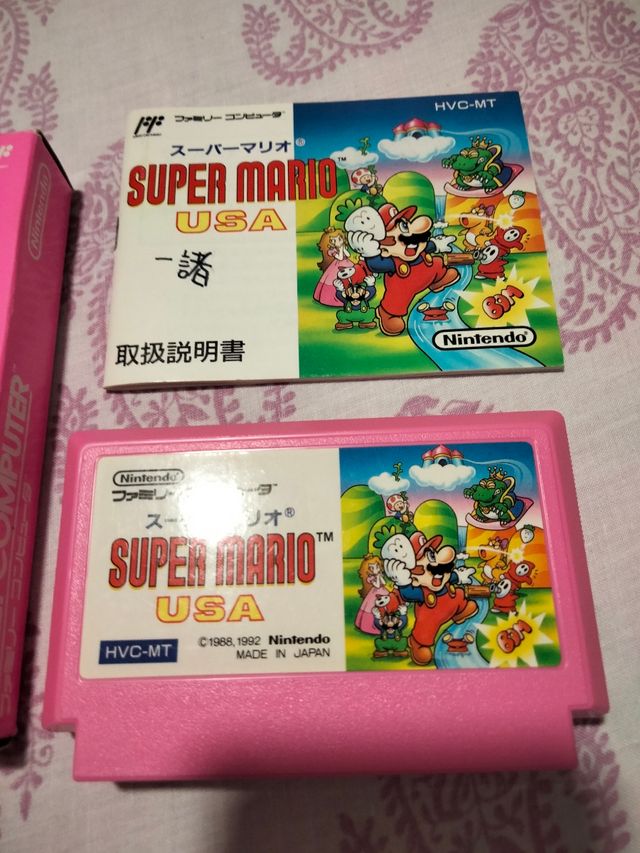 ファミリー コンピュータ
HVC-MT
スーパーマリオ®
SUPER MARIO™
USA
一諸
取扱説明書
Nintendo
Nintendo
COMPUTER™
Nintendo
ファミリー コンピュータ
スーパーマリオ®
SUPER MARIO™
USA
HVC-MT
©1988,1992 Nintendo
MADE IN JAPAN